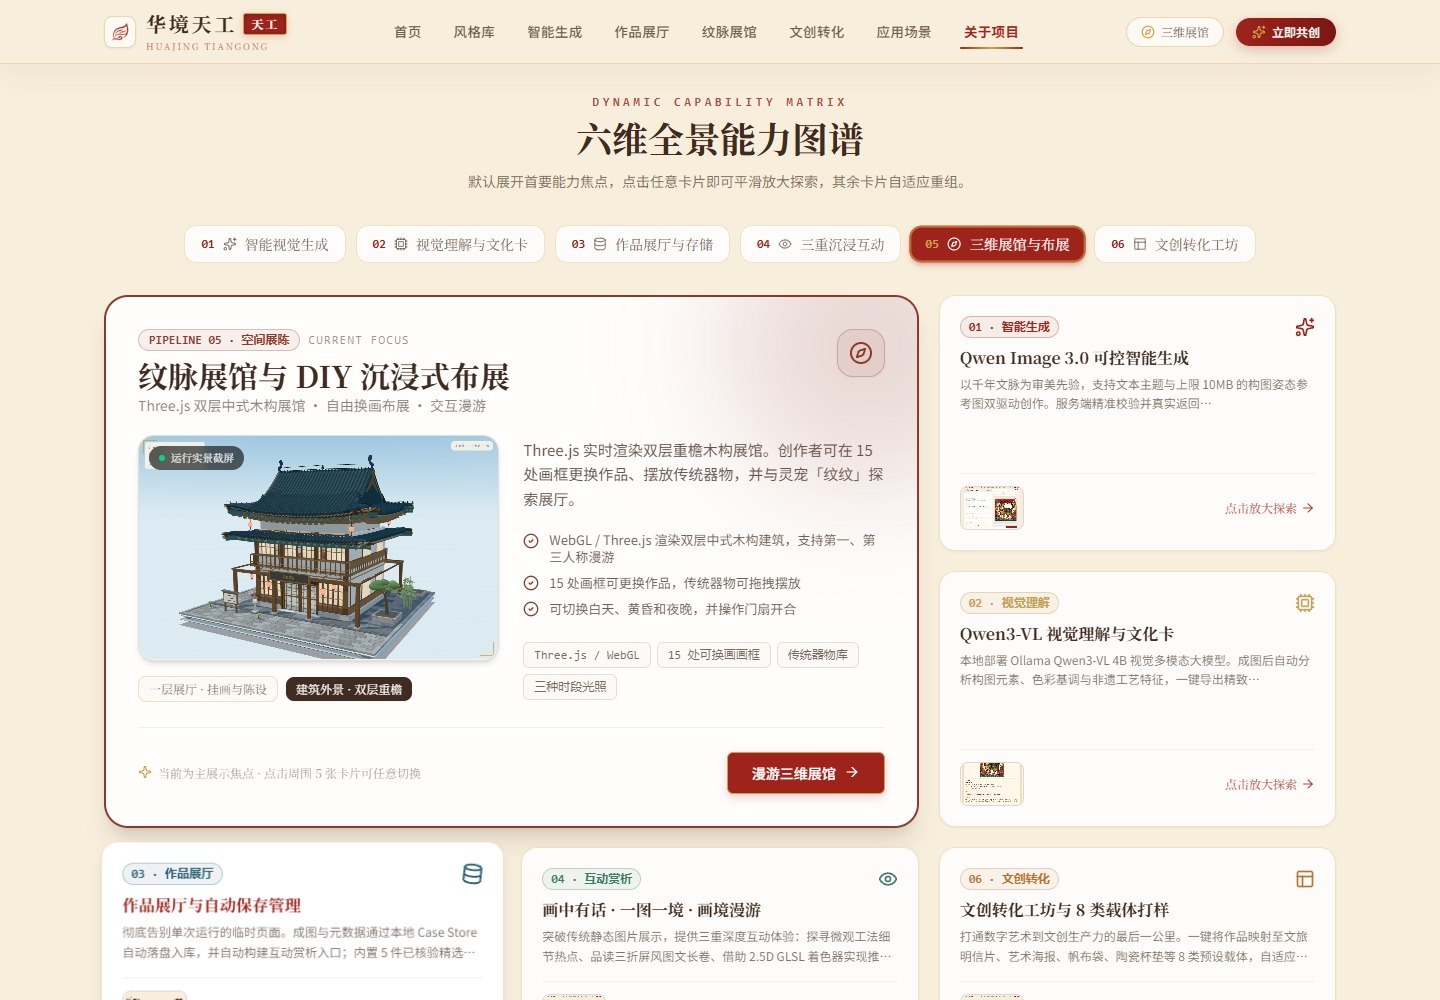 华境天工
天工
HUAJING TIANGONG
首页
风格库
智能生成
作品展厅
纹脉展馆
文创转化
应用场景
关于项目
三维展馆
立即共创
DYNAMIC CAPABILITY MATRIX
六维全景能力图谱
默认展开首要能力焦点，点击任意卡片即可平滑放大探索，其余卡片自适应重组。
01 智能视觉生成
02 视觉理解与文化卡
03 作品展厅与存储
04 三重沉浸互动
05 三维展馆与布展
06 文创转化工坊
PIPELINE 05 · 空间展陈
CURRENT FOCUS
纹脉展馆与 DIY 沉浸式布展
Three.js 双层中式木构展馆 · 自由换画布展 · 交互漫游
运行实景截屏
一层展厅 · 挂画与陈设
建筑外景 · 双层重檐
Three.js 实时渲染双层重檐木构展馆。创作者可在 15
处画框更换作品、摆放传统器物，并与灵宠「纹纹」探
索展厅。
WebGL / Three.js 渲染双层中式木构建筑，支持第一、第
三人称漫游
15 处画框可更换作品，传统器物可拖拽摆放
可切换白天、黄昏和夜晚，并操作门扇开合
Three.js / WebGL
15 处可换画画框
传统器物库
三种时段光照
当前为主展示焦点 · 点击周围 5 张卡片可任意切换
漫游三维展馆
01 · 智能生成
Qwen Image 3.0 可控智能生成
以千年文脉为审美先验，支持文本主题与上限 10MB 的构图姿态参
考图双驱动创作。服务端精准校验并真实返回…
点击放大探索
02 · 视觉理解
Qwen3-VL 视觉理解与文化卡
本地部署 Ollama Qwen3-VL 4B 视觉多模态大模型。成图后自动分
析构图元素、色彩基调与非遗工艺特征，一键导出精致…
点击放大探索
03 · 作品展厅
作品展厅与自动保存管理
彻底告别单次运行的临时页面。成图与元数据通过本地 Case Store
自动落盘入库，并自动构建互动赏析入口；内置 5 件已核验精选…
04 · 互动赏析
画中有话 · 一图一境 · 画境漫游
突破传统静态图片展示，提供三重深度互动体验：探寻微观工法细
节热点、品读三折屏风图文长卷、借助 2.5D GLSL 着色器实现推…
06 · 文创转化
文创转化工坊与 8 类载体打样
打通数字艺术到文创生产力的最后一公里。一键将作品映射至文旅
明信片、艺术海报、帆布袋、陶瓷杯垫等 8 类预设载体，自适应…